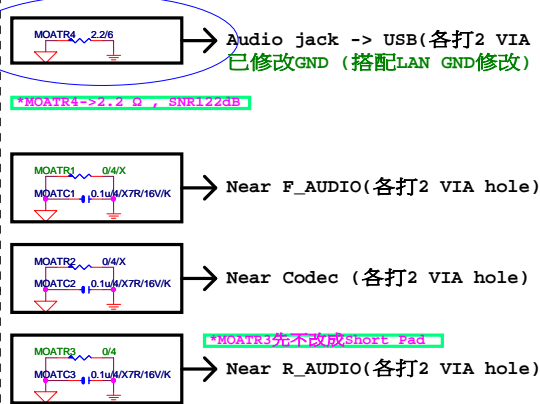 MOATR4 2.2/6
Audio jack -> USB(各打2 VIA
已修改GND (搭配LAN GND修改)
*MOATR4->2.2 Ω , SNR122dB
MOATR1 0/4/X
MOATC1 0.1u/4/X7R/16V/K
Near F_AUDIO(各打2 VIA hole)
MOATR2 0/4/X
MOATC2 0.1u/4/X7R/16V/K
Near Codec (各打2 VIA hole)
*MOATR3先不改成Short Pad
MOATR3 0/4
MOATC3 0.1u/4/X7R/16V/K
Near R_AUDIO(各打2 VIA hole)